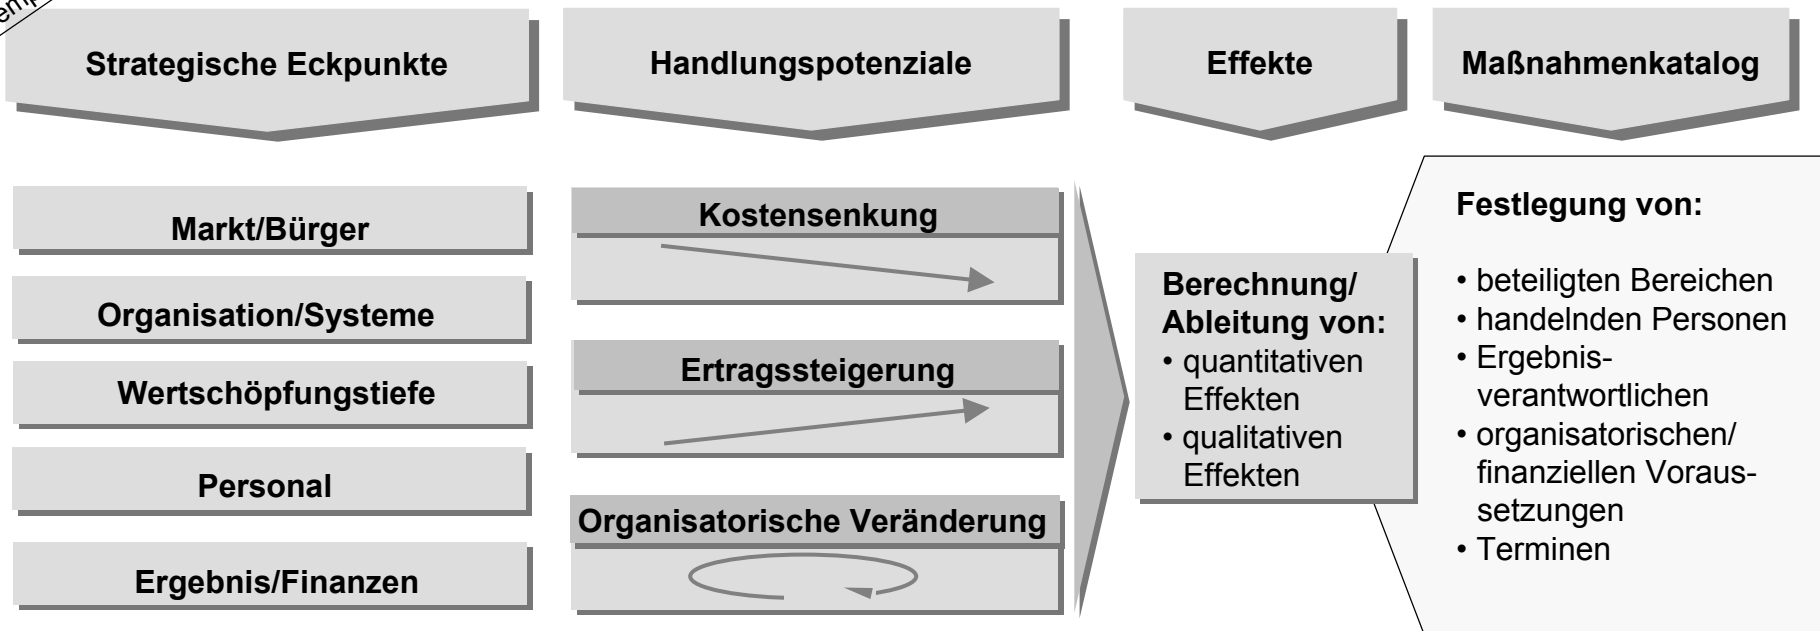 Strategische Eckpunkte
Handlungspotenziale
Effekte
Maßnahmenkatalog
Markt/Bürger
Organisation/Systeme
Wertschöpfungstiefe
Personal
Ergebnis/Finanzen
Kostensenkung
Ertragssteigerung
Organisatorische Veränderung
Berechnung/
Ableitung von:
• quantitativen
Effekten
• qualitativen
Effekten
Festlegung von:
• beteiligten Bereichen
• handelnden Personen
• Ergebnis-
verantwortlichen
• organisatorischen/
finanziellen Voraus-
setzungen
• Terminen